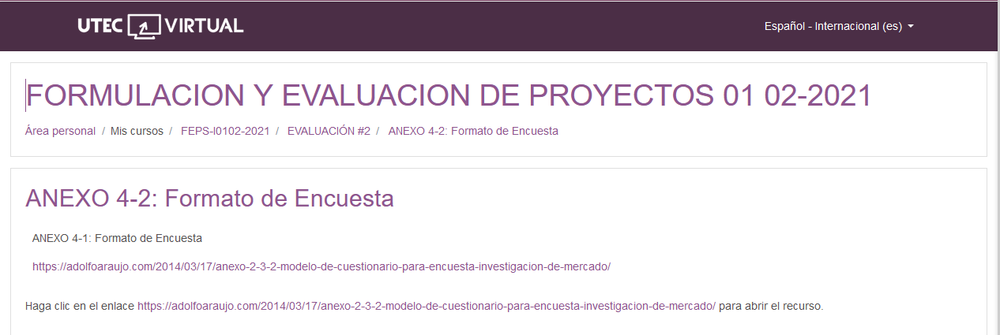 UTEC VIRTUAL
Español - Internacional (es)
FORMULACION Y EVALUACION DE PROYECTOS 01 02-2021
Área personal / Mis cursos / FEPS-I0102-2021 / EVALUACIÓN #2 / ANEXO 4-2: Formato de Encuesta
ANEXO 4-2: Formato de Encuesta
ANEXO 4-1: Formato de Encuesta
https://adolfoaraujo.com/2014/03/17/anexo-2-3-2-modelo-de-cuestionario-para-encuesta-investigacion-de-mercado/
Haga clic en el enlace https://adolfoaraujo.com/2014/03/17/anexo-2-3-2-modelo-de-cuestionario-para-encuesta-investigacion-de-mercado/ para abrir el recurso.